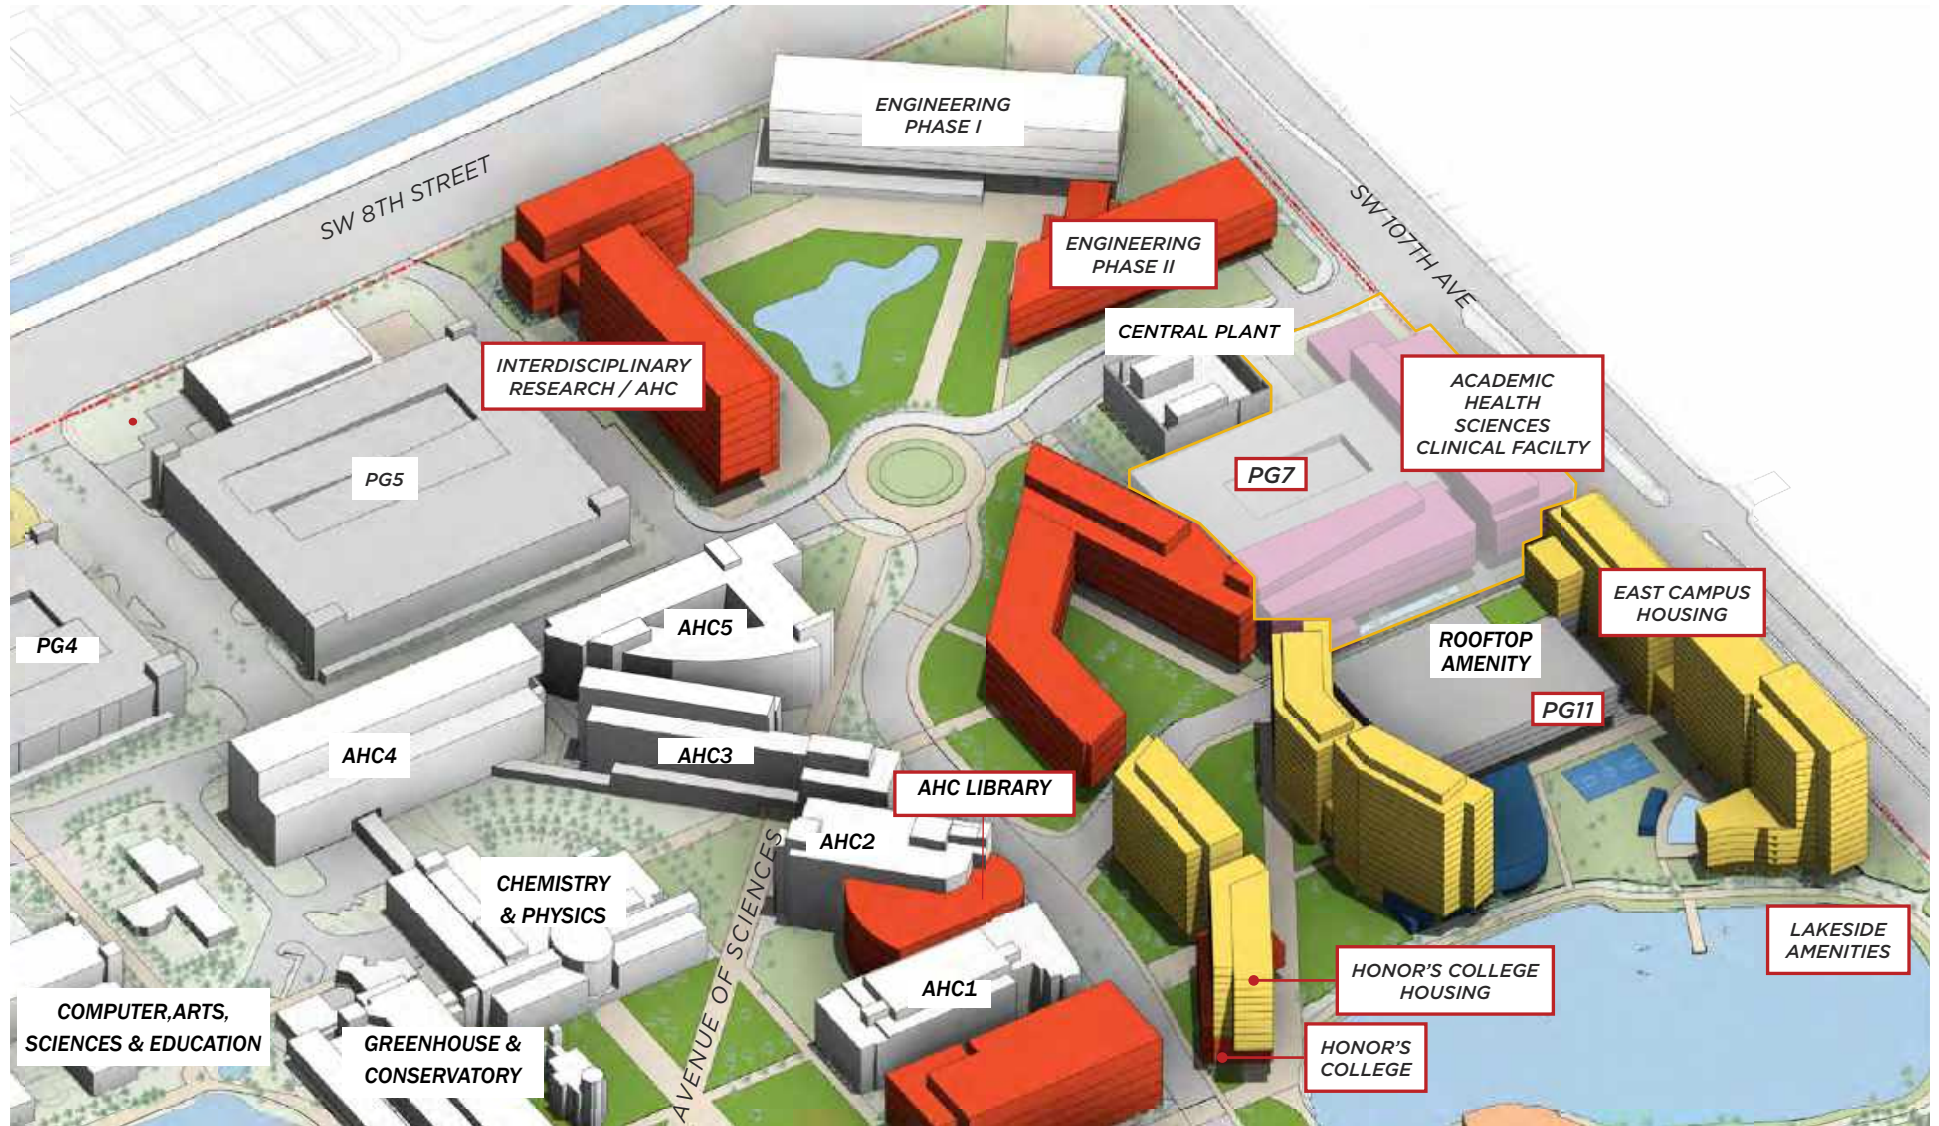 ENGINEERING
PHASE I
SW 8TH STREET
SW 107TH AVE
ENGINEERING
PHASE II
CENTRAL PLANT
INTERDISCIPLINARY
RESEARCH / AHC
ACADEMIC
HEALTH
SCIENCES
CLINICAL FACILTY
PG5
PG7
EAST CAMPUS
HOUSING
AHC5
PG4
ROOFTOP
AMENITY
PG11
AHC4
AHC3
AHC LIBRARY
AHC2
AVENUE OF SCIENCES
CHEMISTRY
& PHYSICS
LAKESIDE
AMENITIES
HONOR'S COLLEGE
HOUSING
AHC1
COMPUTER,ARTS,
SCIENCES & EDUCATION
GREENHOUSE &
CONSERVATORY
HONOR'S
COLLEGE